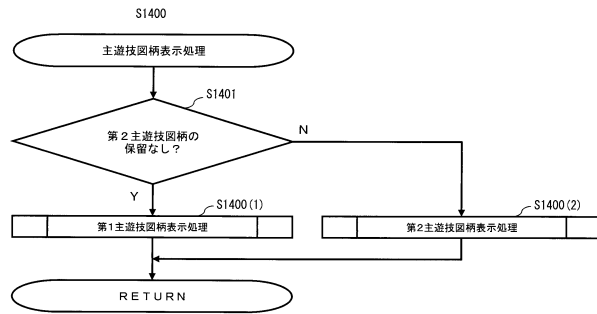 S1400
主遊技図柄表示処理
S1401
第2主遊技図柄の
保留なし？
N
Y
S1400(1)
S1400(2)
第1主遊技図柄表示処理
第2主遊技図柄表示処理
RETURN